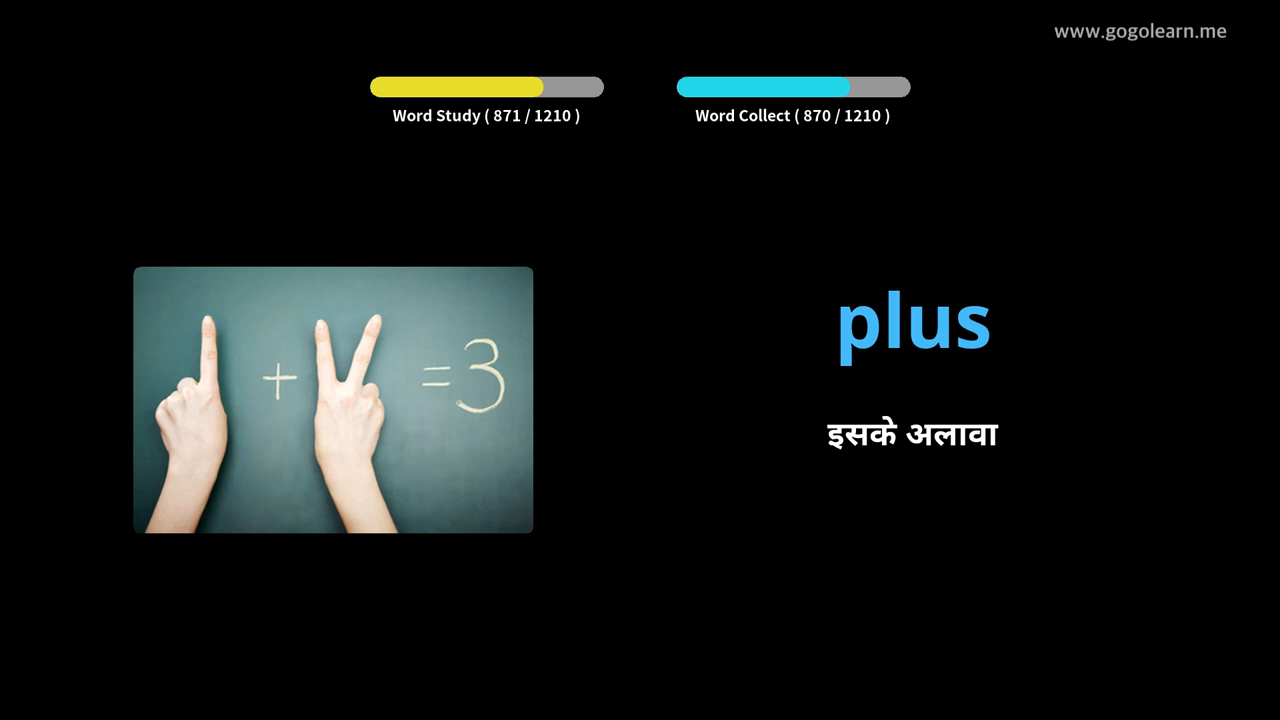 www.gogolearn.me
Word Study ( 871 / 1210 )
Word Collect ( 870 / 1210 )
+ =3
plus
इसके अलावा